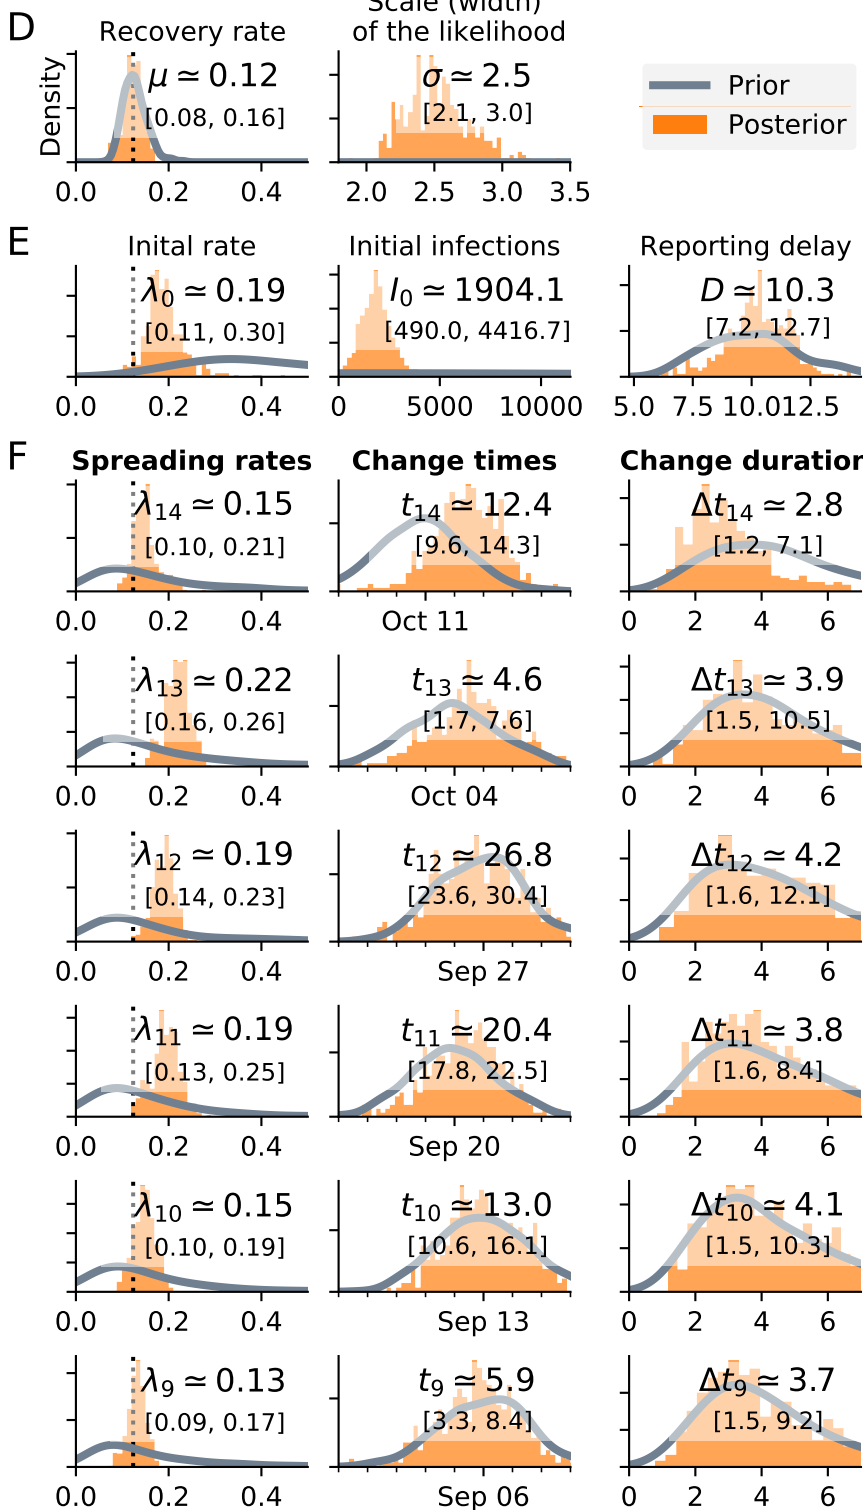 D
Recovery rate
Scale (width)
of the likelihood
Density
μ ≃ 0.12
[0.08, 0.16]
0.0 0.2 0.4
σ ≃ 2.5
[2.1, 3.0]
2.0 2.5 3.0 3.5
Prior
Posterior
E
Inital rate
λ0 ≃ 0.19
[0.11, 0.30]
0.0 0.2 0.4
Initial infections
I0 ≃ 1904.1
[490.0, 4416.7]
0 5000 10000
Reporting delay
D ≃ 10.3
[7.2, 12.7]
5.0 7.5 10.0 12.5
F
Spreading rates
Change times
Change duration
λ14 ≃ 0.15
[0.10, 0.21]
0.0 0.2 0.4
t14 ≃ 12.4
[9.6, 14.3]
Oct 11
Δt14 ≃ 2.8
[1.2, 7.1]
0 2 4 6
λ13 ≃ 0.22
[0.16, 0.26]
0.0 0.2 0.4
t13 ≃ 4.6
[1.7, 7.6]
Oct 04
Δt13 ≃ 3.9
[1.5, 10.5]
0 2 4 6
λ12 ≃ 0.19
[0.14, 0.23]
0.0 0.2 0.4
t12 ≃ 26.8
[23.6, 30.4]
Sep 27
Δt12 ≃ 4.2
[1.6, 12.1]
0 2 4 6
λ11 ≃ 0.19
[0.13, 0.25]
0.0 0.2 0.4
t11 ≃ 20.4
[17.8, 22.5]
Sep 20
Δt11 ≃ 3.8
[1.6, 8.4]
0 2 4 6
λ10 ≃ 0.15
[0.10, 0.19]
0.0 0.2 0.4
t10 ≃ 13.0
[10.6, 16.1]
Sep 13
Δt10 ≃ 4.1
[1.5, 10.3]
0 2 4 6
λ9 ≃ 0.13
[0.09, 0.17]
0.0 0.2 0.4
t9 ≃ 5.9
[3.3, 8.4]
Sep 06
Δt9 ≃ 3.7
[1.5, 9.2]
0 2 4 6